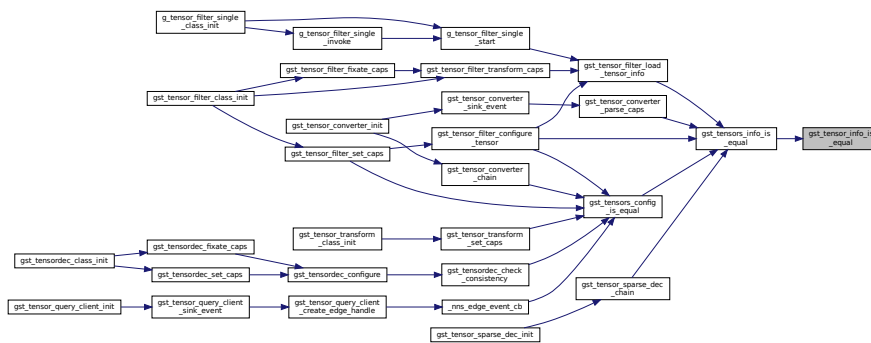 g_tensor_filter_single
_class_init
g_tensor_filter_single
_invoke
g_tensor_filter_single
_start
gst_tensor_filter_load
_tensor_info
gst_tensor_filter_fixate_caps
gst_tensor_filter_transform_caps
gst_tensor_filter_class_init
gst_tensor_converter
_sink_event
gst_tensor_converter
_parse_caps
gst_tensor_converter_init
gst_tensor_filter_configure
_tensor
gst_tensors_info_is
_equal
gst_tensor_info_is
_equal
gst_tensor_filter_set_caps
gst_tensor_converter
_chain
gst_tensors_config
_is_equal
gst_tensor_transform
_class_init
gst_tensor_transform
_set_caps
gst_tensordec_fixate_caps
gst_tensordec_class_init
gst_tensordec_set_caps
gst_tensordec_configure
gst_tensordec_check
_consistency
gst_tensor_sparse_dec
_chain
gst_tensor_query_client_init
gst_tensor_query_client
_sink_event
gst_tensor_query_client
_create_edge_handle
_nns_edge_event_cb
gst_tensor_sparse_dec_init